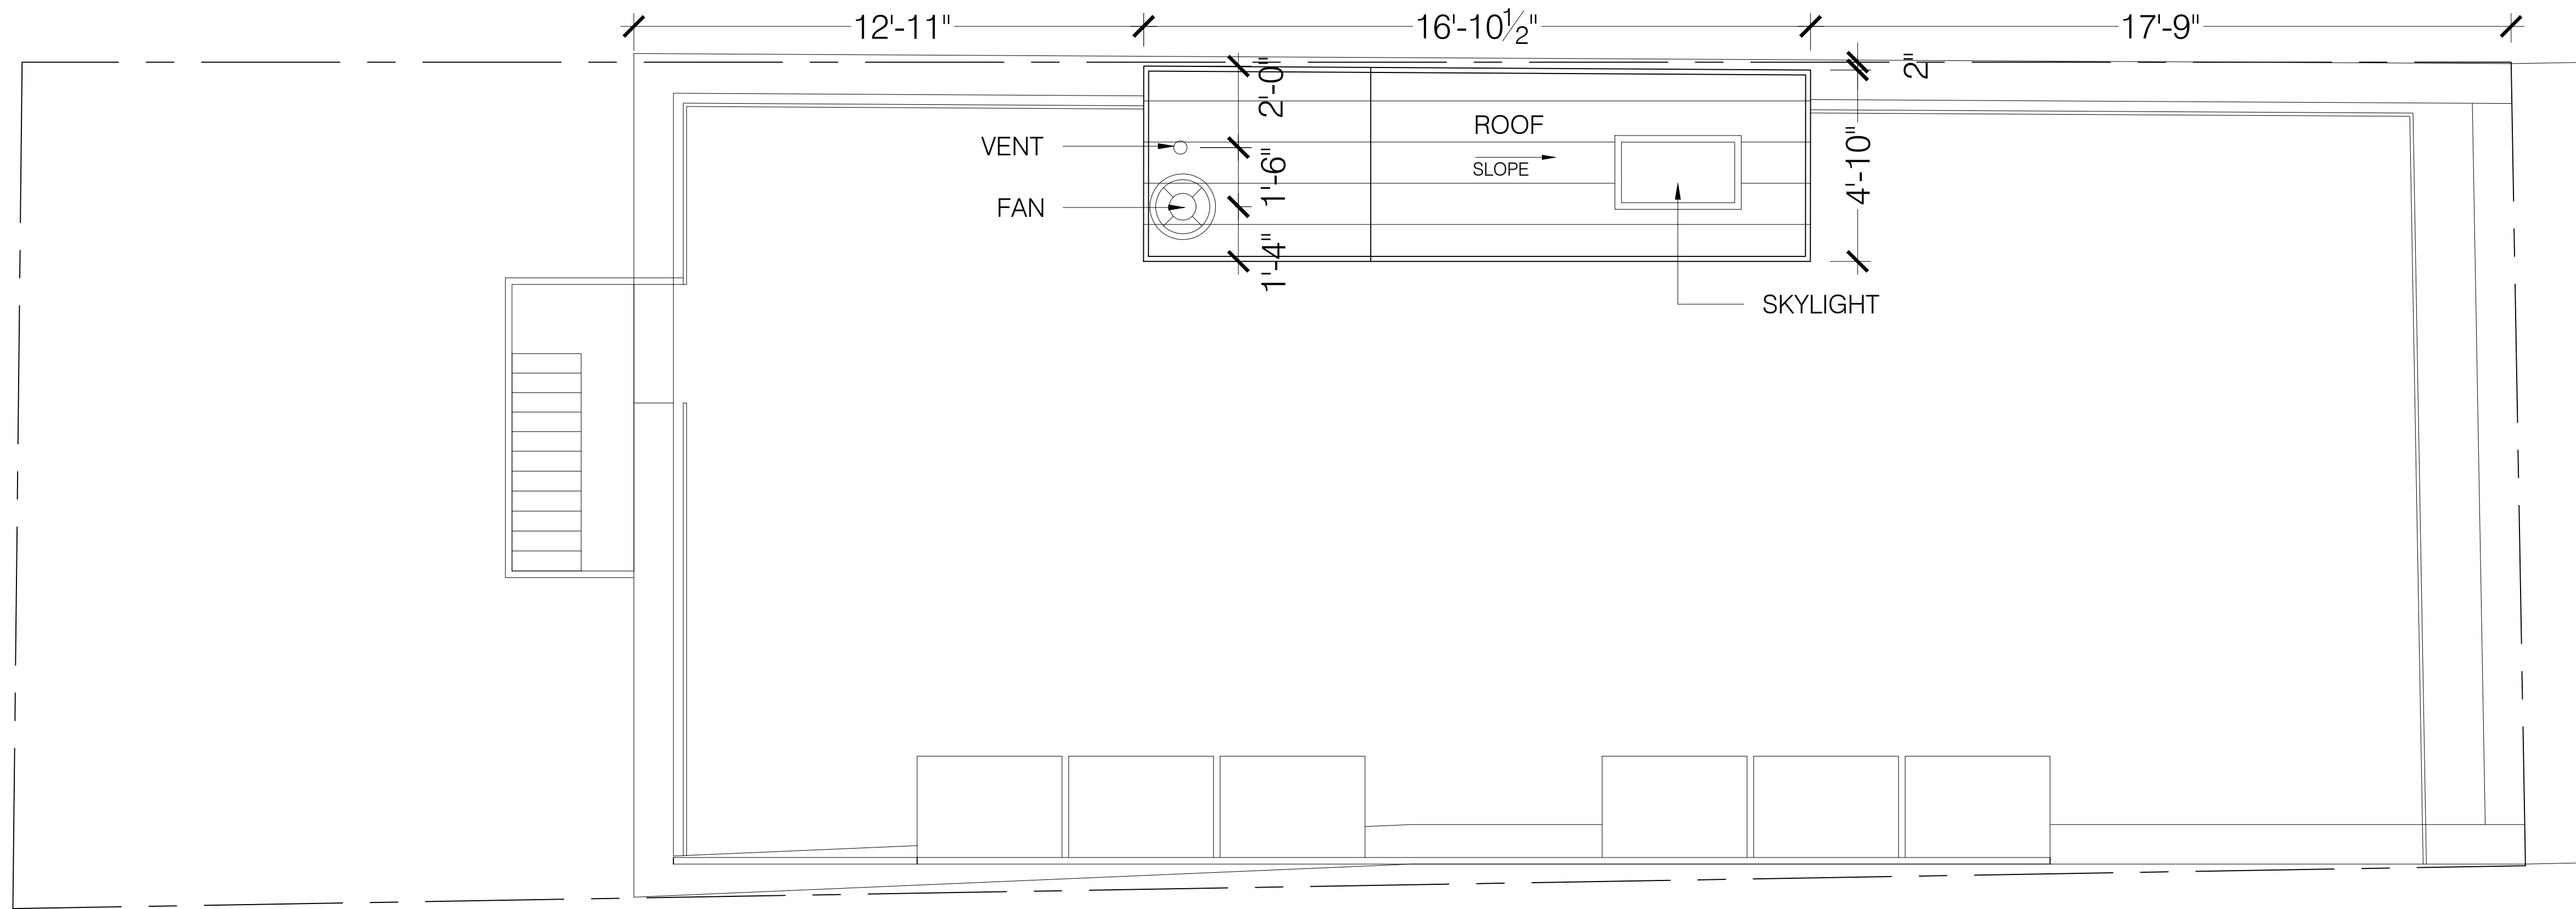 12'-11"
16'-10½"
17'-9"
2'-0"
2"
ROOF
VENT
SLOPE
4'-10"
1'-6"
FAN
1'-4"
SKYLIGHT